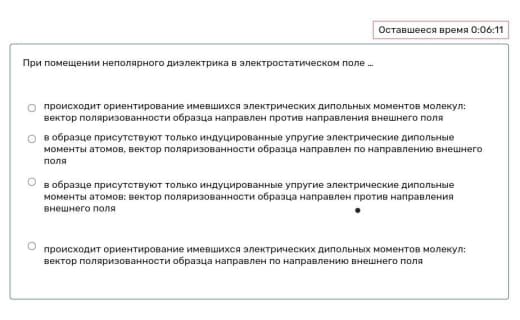 Оставшееся время 0:06:11
При помещении неполярного диэлектрика в электростатическом поле ...
происходит ориентирование имевшихся электрических дипольных моментов молекул:
вектор поляризованности образца направлен против направления внешнего поля
в образце присутствуют только индуцированные упругие электрические дипольные
моменты атомов, вектор поляризованности образца направлен по направлению внешнего
поля
в образце присутствуют только индуцированные упругие электрические дипольные
моменты атомов: вектор поляризованности образца направлен против направления
внешнего поля
происходит ориентирование имевшихся электрических дипольных моментов молекул:
вектор поляризованности образца направлен по направлению внешнего поля